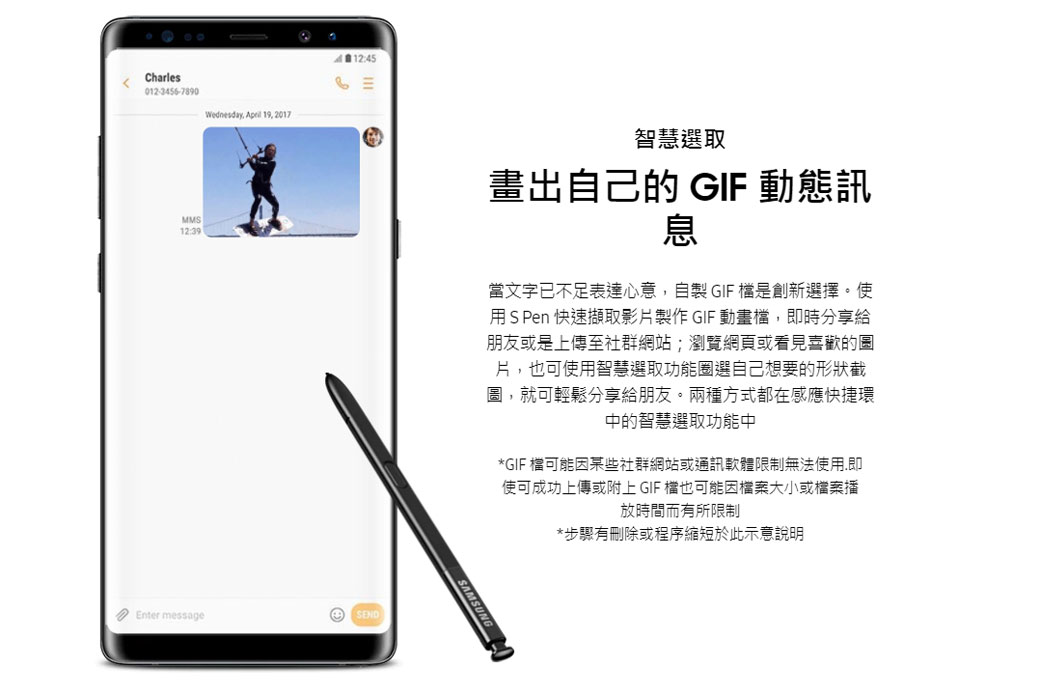 12:45
Charles
012-3456-7890
Wednesday, April 19, 2017
MMS
12:39
Enter message
SEND
SAMSUNG
智慧選取
畫出自己的 GIF 動態訊
息
當文字已不足表達心意，自製 GIF 檔是創新選擇。使
用 S Pen 快速擷取影片製作 GIF 動畫檔，即時分享給
朋友或是上傳至社群網站；瀏覽網頁或看見喜歡的圖
片，也可使用智慧選取功能圈選自己想要的形狀截
圖，就可輕鬆分享給朋友。兩種方式都在感應快捷環
中的智慧選取功能中
*GIF 檔可能因某些社群網站或通訊軟體限制無法使用.即
使可成功上傳或附上 GIF 檔也可能因檔案大小或檔案播
放時間而有所限制
*步驟有刪除或程序縮短於此示意說明